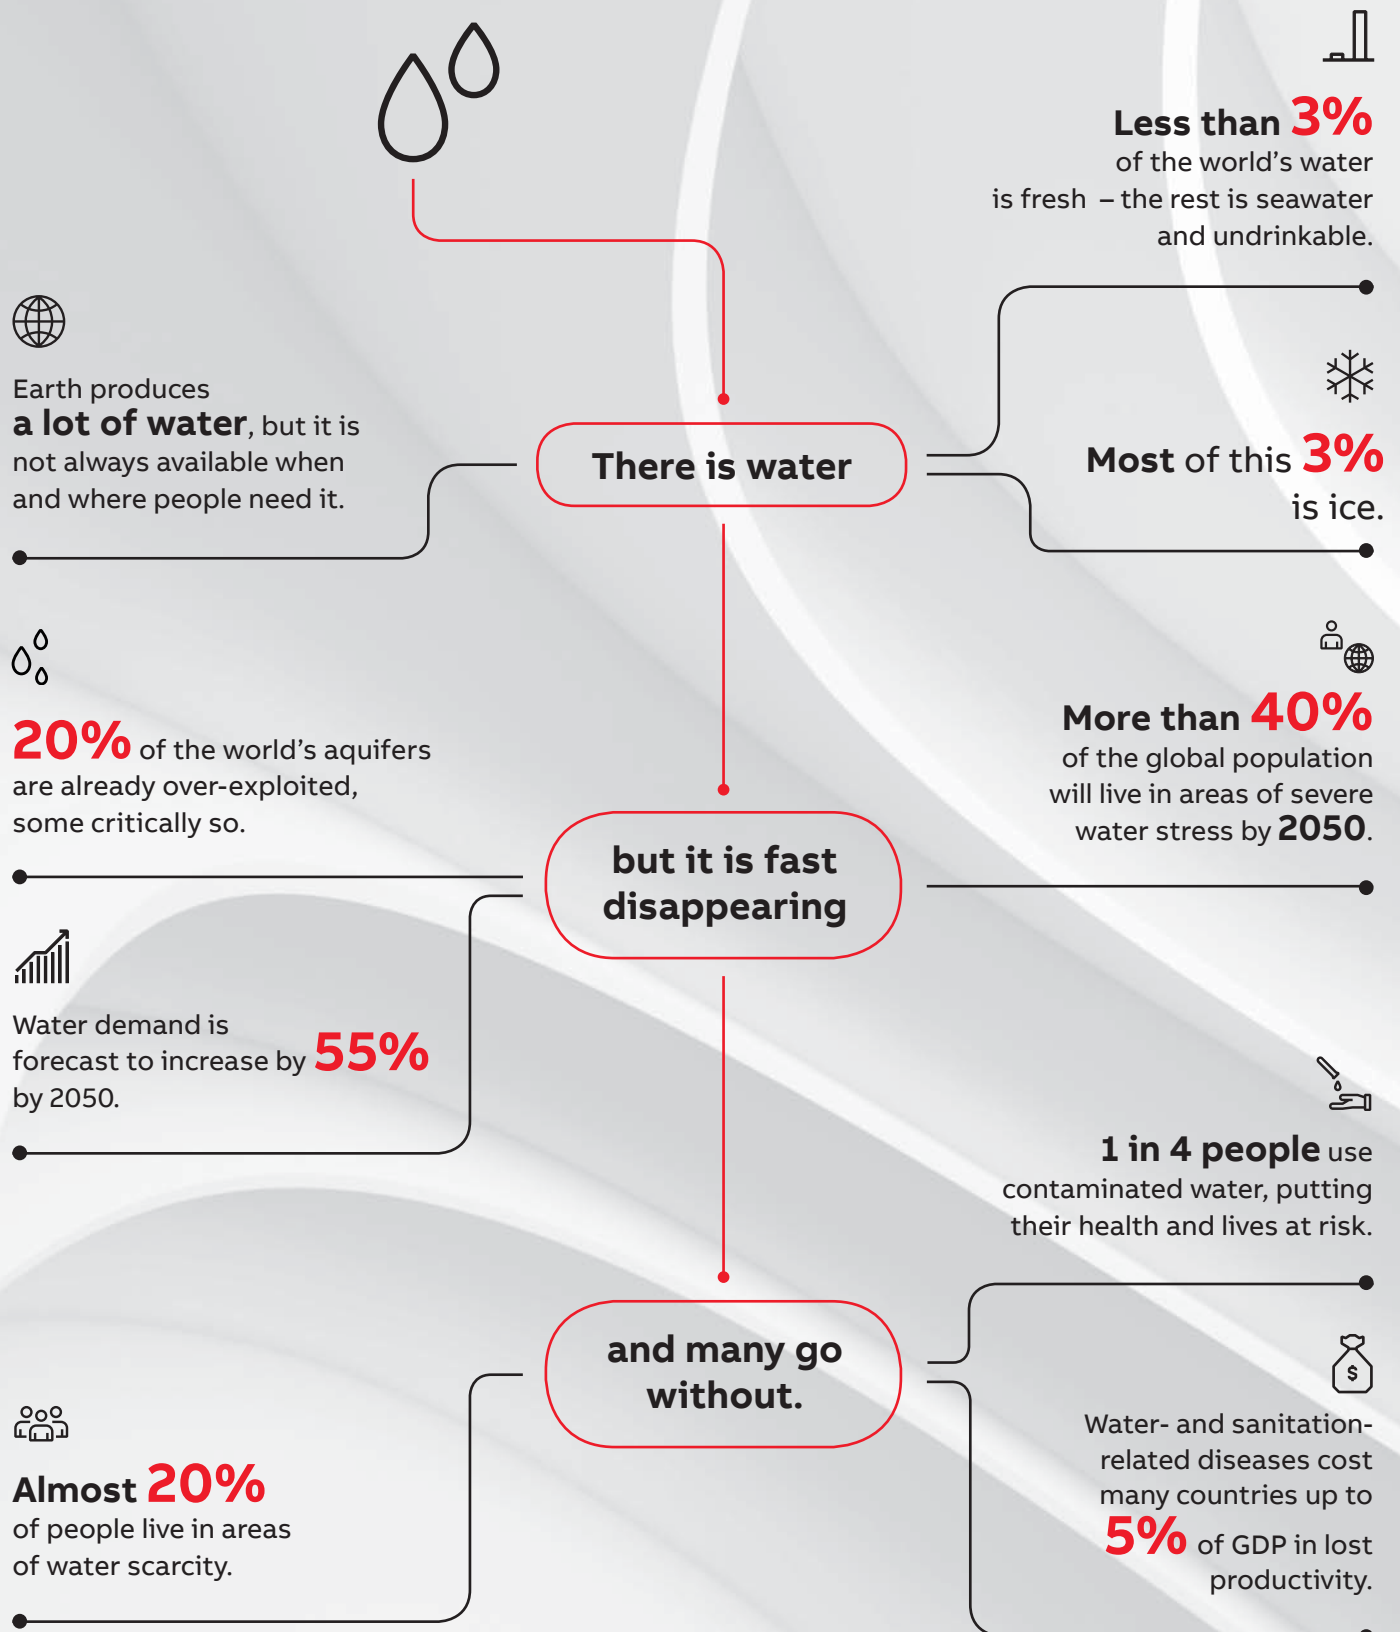 Less than 3%
of the world’s water
is fresh – the rest is seawater
and undrinkable.
Earth produces
a lot of water, but it is
not always available when
and where people need it.
There is water
Most of this 3%
is ice.
20% of the world’s aquifers
are already over-exploited,
some critically so.
More than 40%
of the global population
will live in areas of severe
water stress by 2050.
but it is fast
disappearing
Water demand is
forecast to increase by 55%
by 2050.
1 in 4 people use
contaminated water, putting
their health and lives at risk.
and many go
without.
$
Water- and sanitation-
related diseases cost
many countries up to
5% of GDP in lost
productivity.
Almost 20%
of people live in areas
of water scarcity.